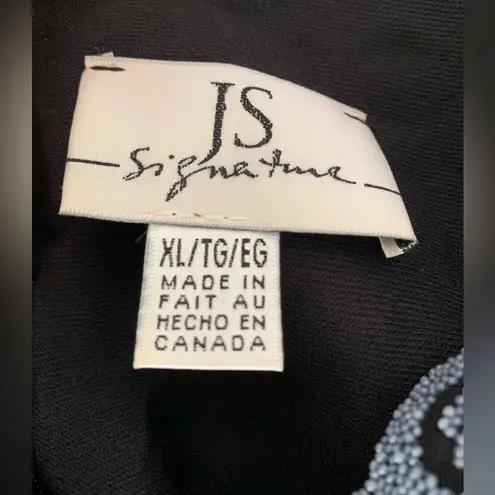 JS
Signature
XL/TG/EG
MADE IN
FAIT AU
HECHO EN
CANADA